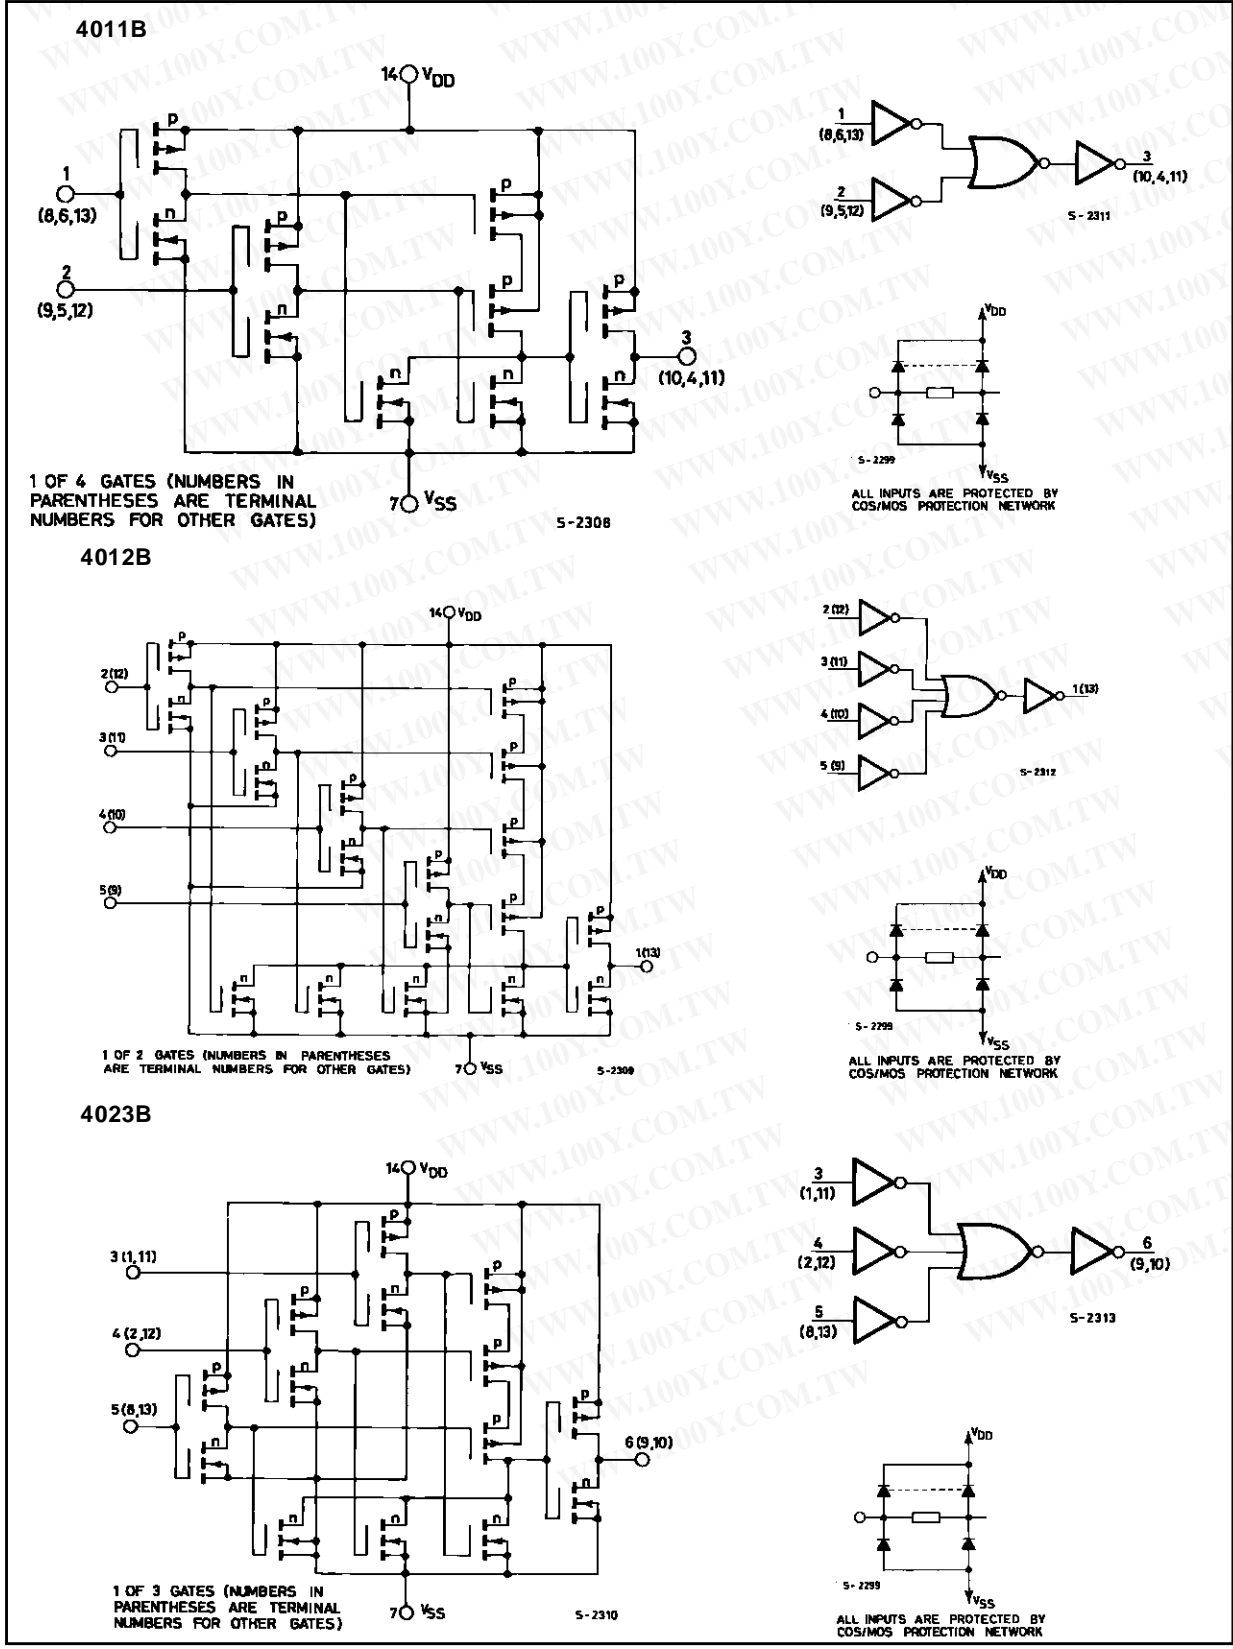 4011B
14 VDD
p
1
(8,6,13)
n
p
p
2
(9,5,12)
n
p
p
n
n
n
3
(10,4,11)
1 OF 4 GATES (NUMBERS IN
PARENTHESES ARE TERMINAL
NUMBERS FOR OTHER GATES)
7 VSS
S-2308
1
(8,6,13)
2
(9,5,12)
3
(10,4,11)
S-2311
VDD
S-2299
VSS
ALL INPUTS ARE PROTECTED BY
COS/MOS PROTECTION NETWORK
4012B
14 VDD
2(12)
p
n
3(11)
p
n
4(10)
p
n
5(9)
p
n
p
p
p
p
p
n
n
n
n
n
1(13)
1 OF 2 GATES (NUMBERS IN PARENTHESES
ARE TERMINAL NUMBERS FOR OTHER GATES)
7 VSS
S-2309
2(12)
3(11)
4(10)
5(9)
1(13)
S-2312
VDD
S-2299
VSS
ALL INPUTS ARE PROTECTED BY
COS/MOS PROTECTION NETWORK
4023B
14 VDD
3(1,11)
p
n
4(2,12)
p
n
5(8,13)
p
n
p
p
p
p
n
n
n
n
6(9,10)
1 OF 3 GATES (NUMBERS IN
PARENTHESES ARE TERMINAL
NUMBERS FOR OTHER GATES)
7 VSS
S-2310
3
(1,11)
4
(2,12)
5
(8,13)
6
(9,10)
S-2313
VDD
S-2299
VSS
ALL INPUTS ARE PROTECTED BY
COS/MOS PROTECTION NETWORK
WWW.100Y.COM.TW